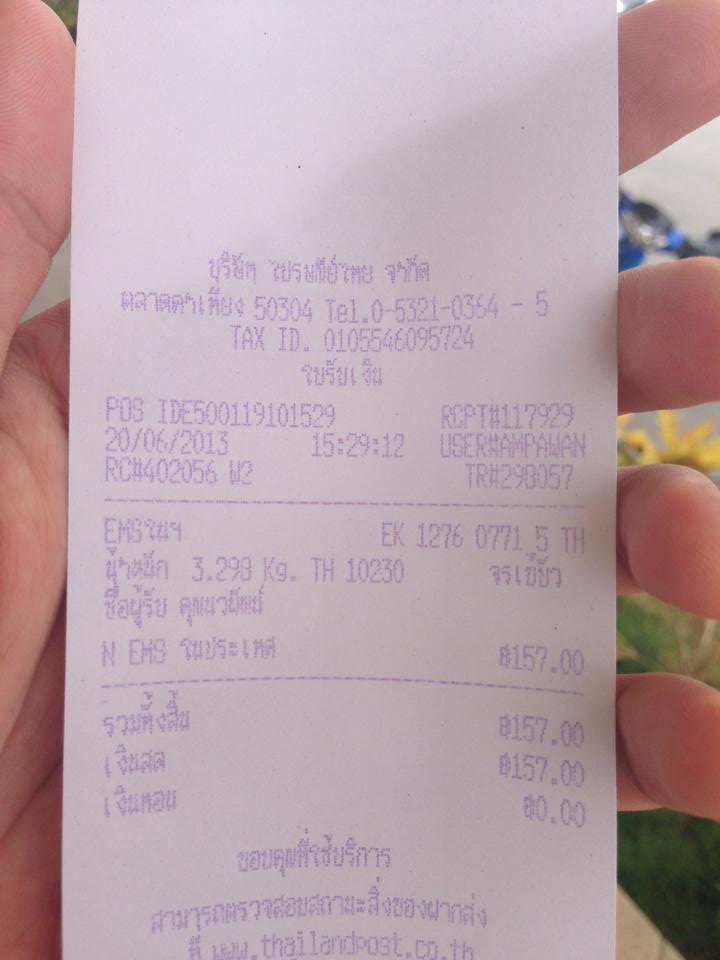 บริษัท ไปรษณีย์ไทย จำกัด
ตลาดคำเที่ยง 50304 Tel.0-5321-0364 - 5
TAX ID. 0105546095724
ใบรับเงิน
POS IDE500119101529 RCPT#117929
20/06/2013 15:29:12 USER#AMPAWAN
RC#402056 W2 TR#298057
EMSในฯ EK 1276 0771 5 TH
น้ำหนัก 3.298 Kg. TH 10230 จรเข้บัว
ชื่อผู้รับ คุณนวนันท์
N EMS ในประเทศ ฿157.00
รวมทั้งสิ้น ฿157.00
เงินสด ฿157.00
เงินทอน ฿0.00
ขอบคุณที่ใช้บริการ
สามารถตรวจสอบสถานะสิ่งของฝากส่ง
ที่ www.thailandpost.co.th